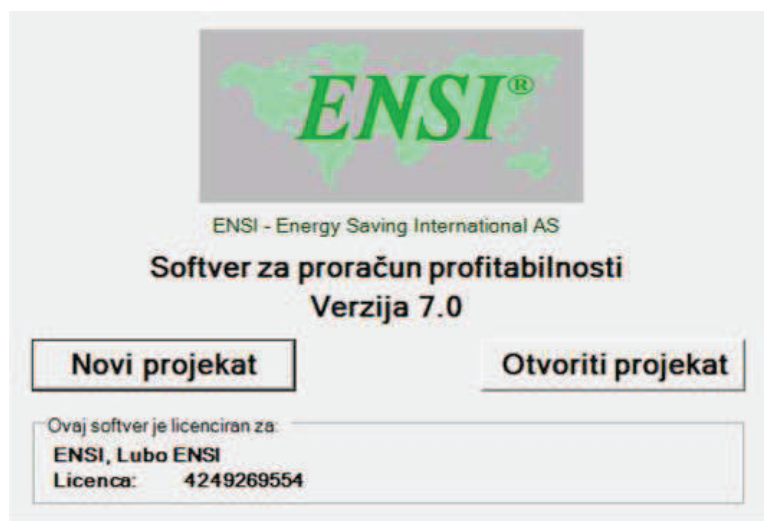 ENSI®
ENSI - Energy Saving International AS
Softver za proračun profitabilnosti
Verzija 7.0
Novi projekat
Otvoriti projekat
Ovaj softver je licenciran za:
ENSI, Lubo ENSI
Licenca: 4249269554